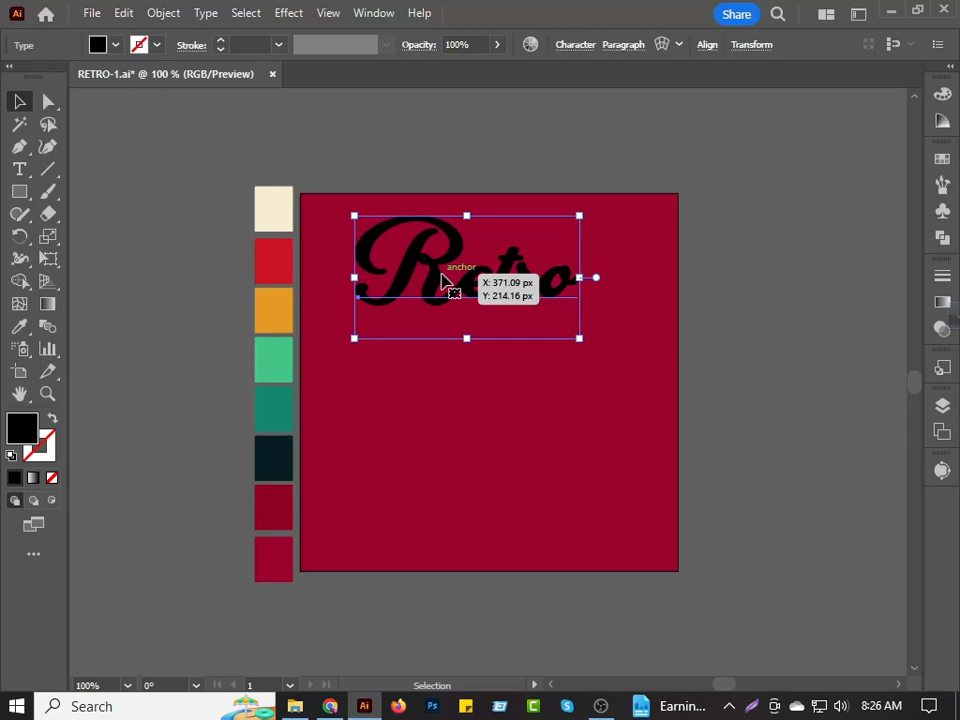 Ai File Edit Object Type Select Effect View Window Help Share
Type Stroke: Opacity: 100% Character Paragraph Align Transform
RETRO-1.ai* @ 100 % (RGB/Preview)
Retro
anchor
X: 371.09 px
Y: 214.16 px
100% 0° 1 Selection
Search Ai Ps Earnin... 8:26 AM